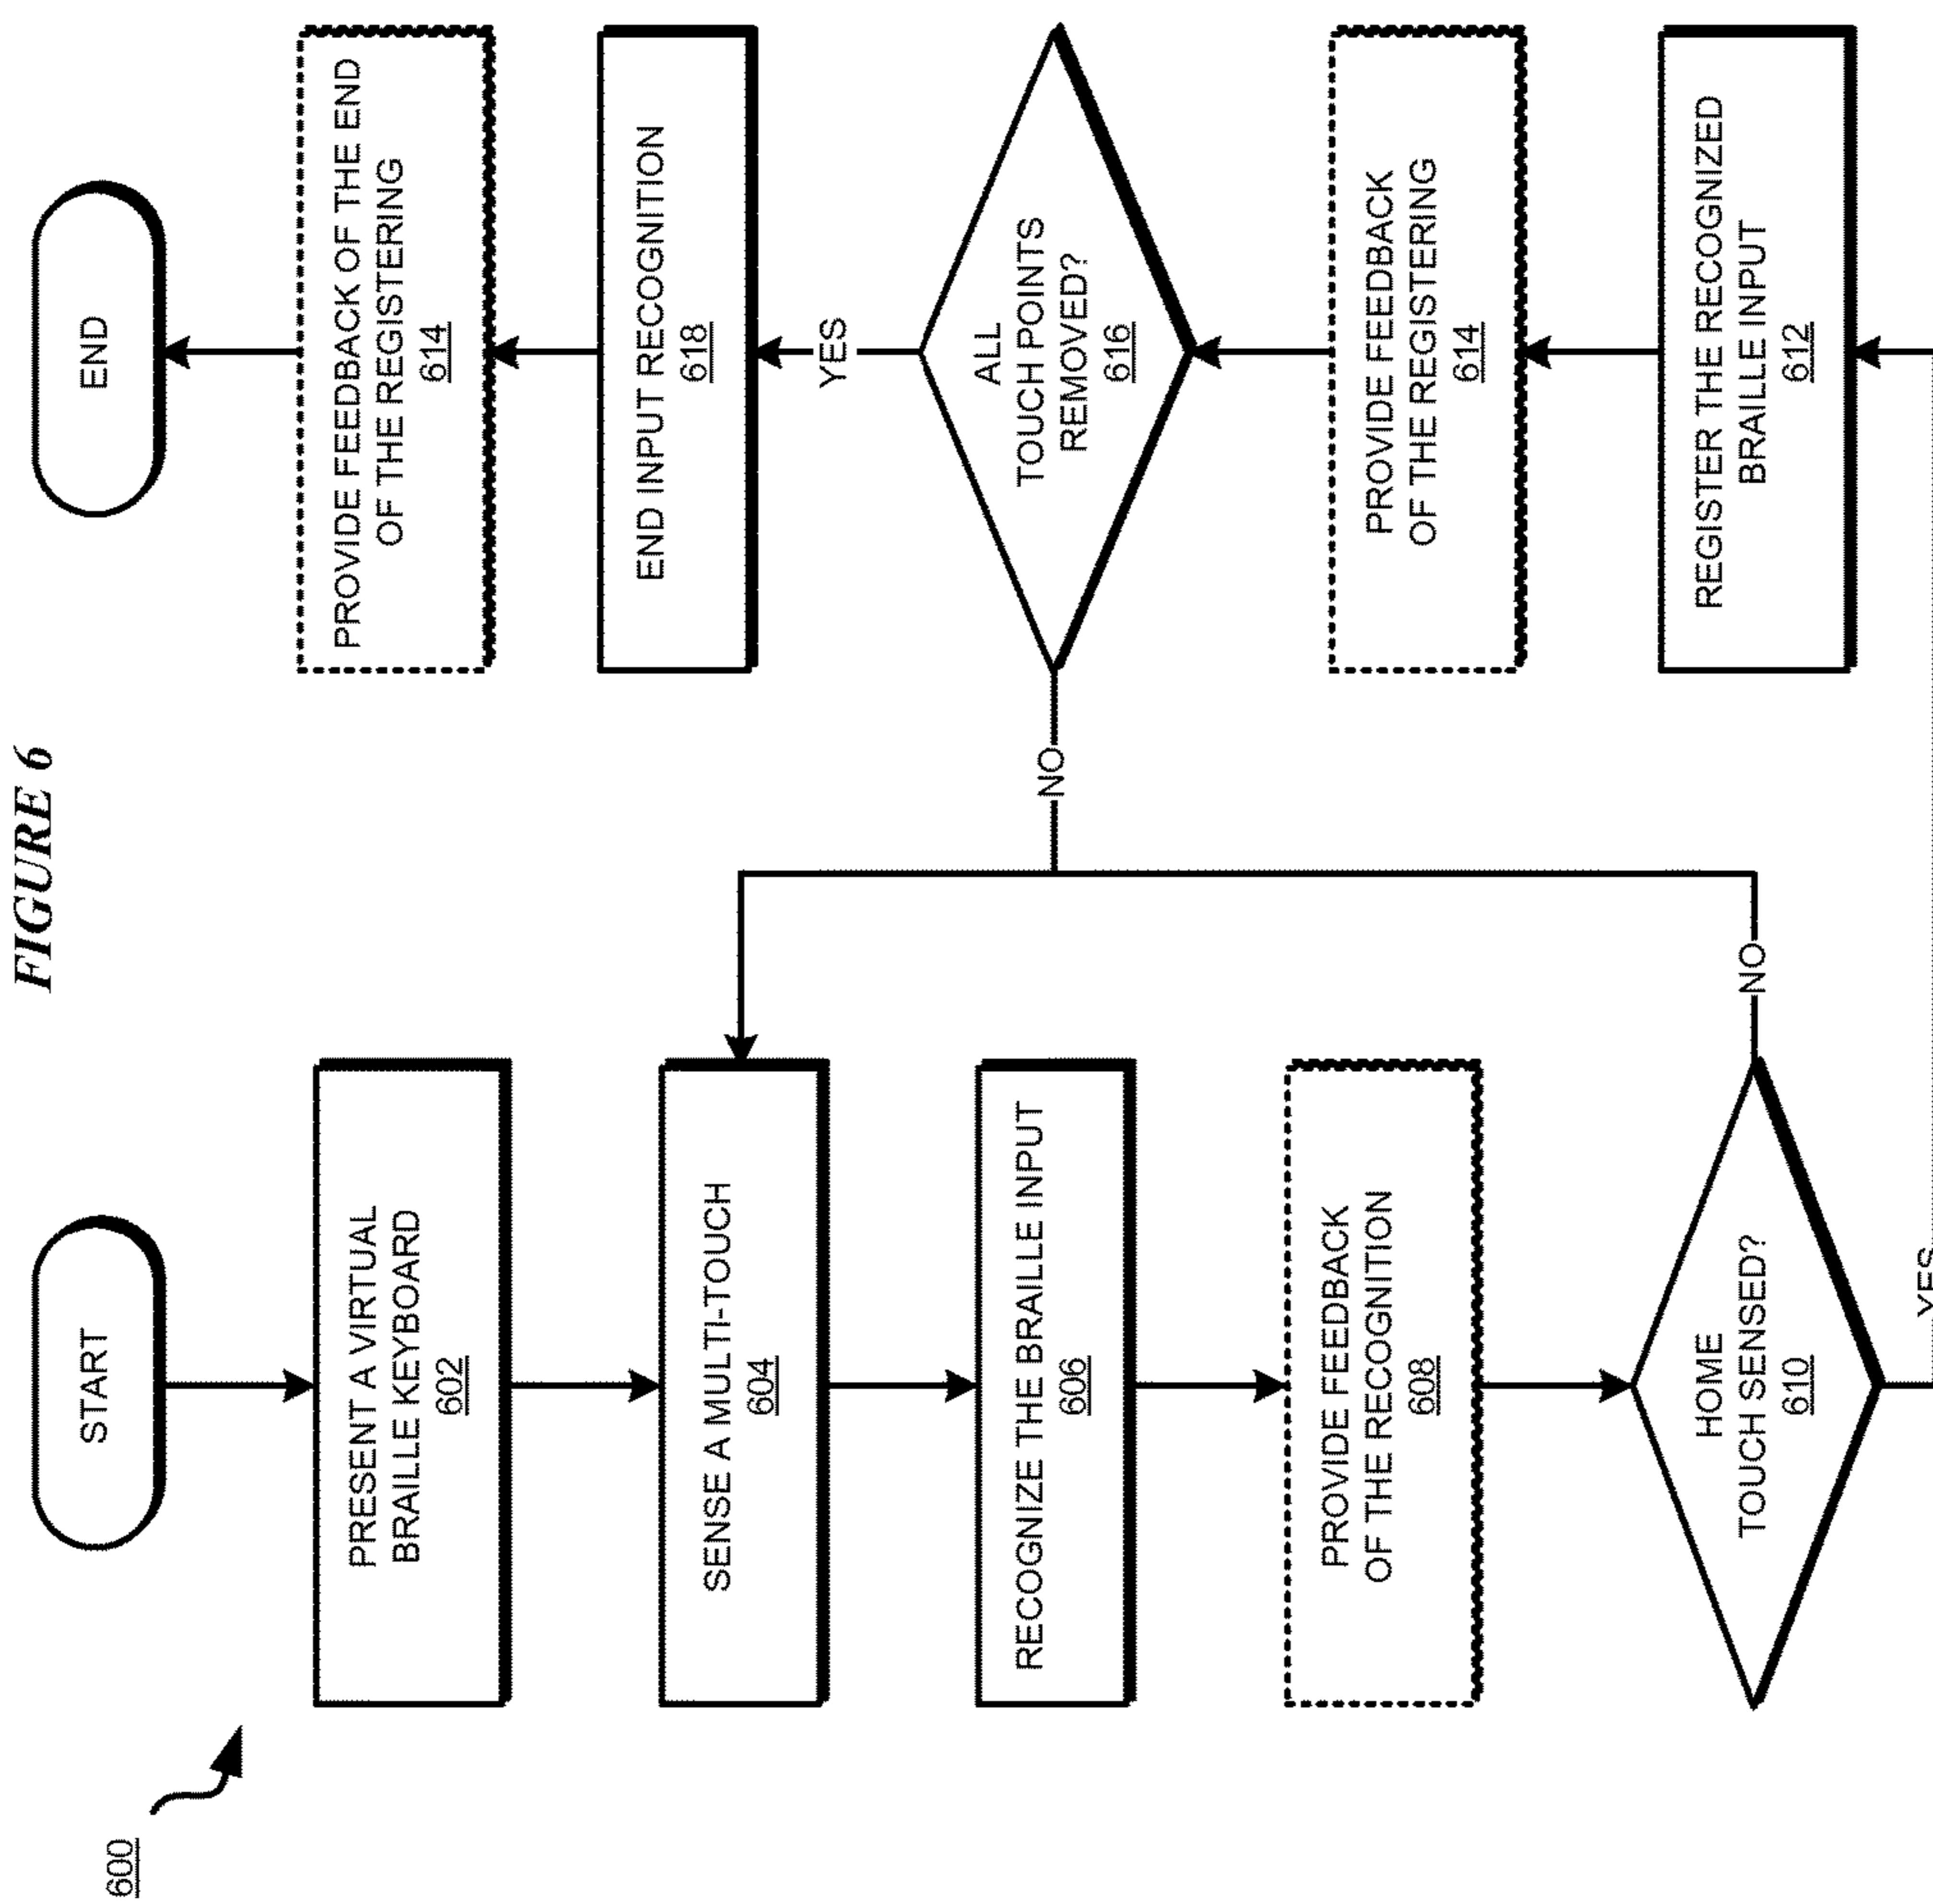 FIGURE 6
600
START
PRESENT A VIRTUAL
BRAILLE KEYBOARD
602
SENSE A MULTI-TOUCH
604
RECOGNIZE THE BRAILLE INPUT
606
PROVIDE FEEDBACK
OF THE RECOGNITION
608
HOME
TOUCH SENSED?
610
NO
YES
REGISTER THE RECOGNIZED
BRAILLE INPUT
612
PROVIDE FEEDBACK
OF THE REGISTERING
614
ALL
TOUCH POINTS
REMOVED?
616
NO
YES
END INPUT RECOGNITION
618
PROVIDE FEEDBACK OF THE END
OF THE REGISTERING
614
END